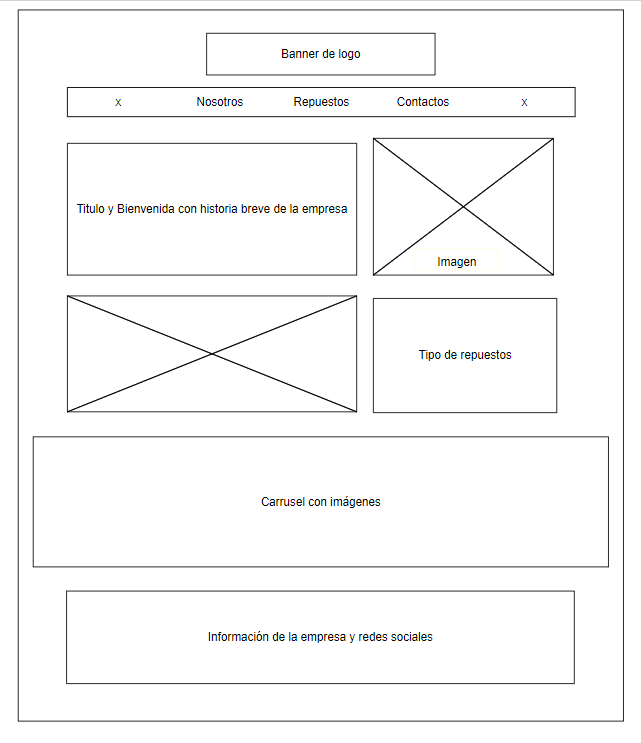 Banner de logo
x Nosotros Repuestos Contactos x
Titulo y Bienvenida con historia breve de la empresa
Imagen
Tipo de repuestos
Carrusel con imágenes
Información de la empresa y redes sociales